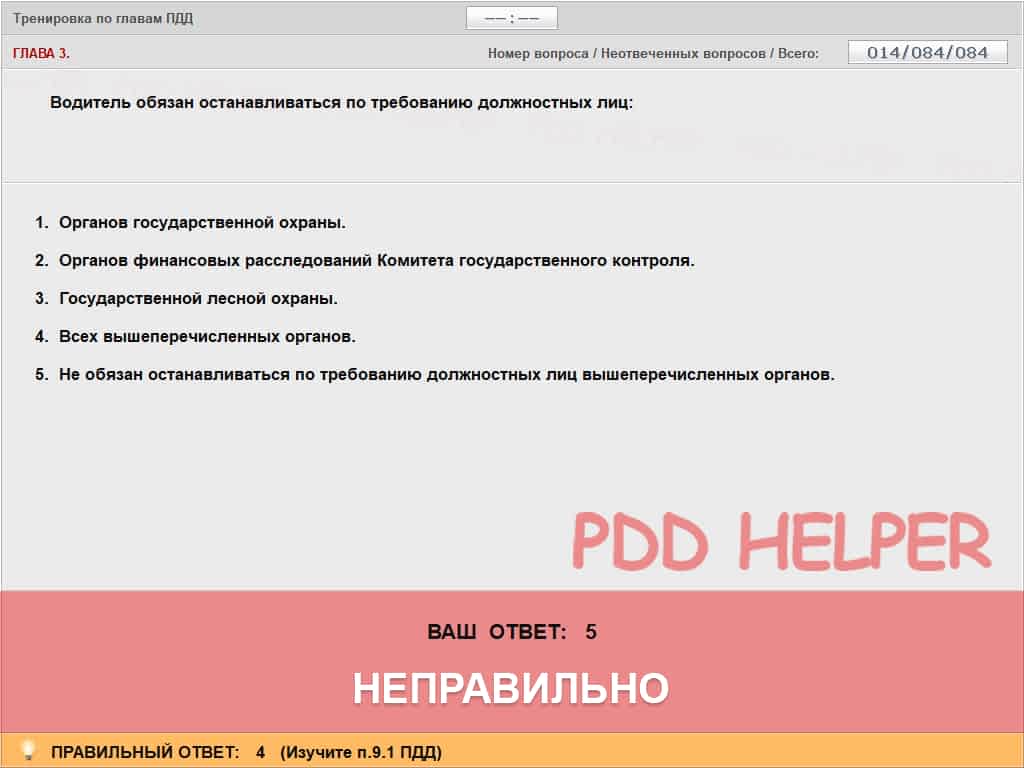 Тренировка по главам ПДД
—— : ——
ГЛАВА 3.
Номер вопроса / Неотвеченных вопросов / Всего:
014/084/084
Водитель обязан останавливаться по требованию должностных лиц:
1. Органов государственной охраны.
2. Органов финансовых расследований Комитета государственного контроля.
3. Государственной лесной охраны.
4. Всех вышеперечисленных органов.
5. Не обязан останавливаться по требованию должностных лиц вышеперечисленных органов.
PDD HELPER
ВАШ ОТВЕТ: 5
НЕПРАВИЛЬНО
ПРАВИЛЬНЫЙ ОТВЕТ: 4 (Изучите п.9.1 ПДД)